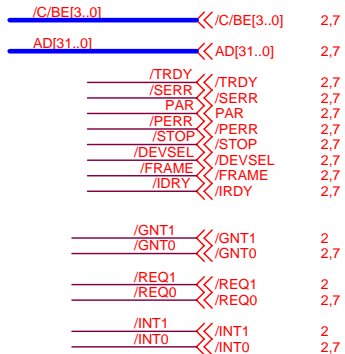 /C/BE[3..0] /C/BE[3..0] 2,7
AD[31..0] AD[31..0] 2,7
/TRDY /TRDY 2,7
/SERR /SERR 2,7
PAR PAR 2,7
/PERR /PERR 2,7
/STOP /STOP 2,7
/DEVSEL /DEVSEL 2,7
/FRAME /FRAME 2,7
/IDRY /IRDY 2,7
/GNT1 /GNT1 2
/GNT0 /GNT0 2,7
/REQ1 /REQ1 2
/REQ0 /REQ0 2,7
/INT1 /INT1 2
/INT0 /INT0 2,7